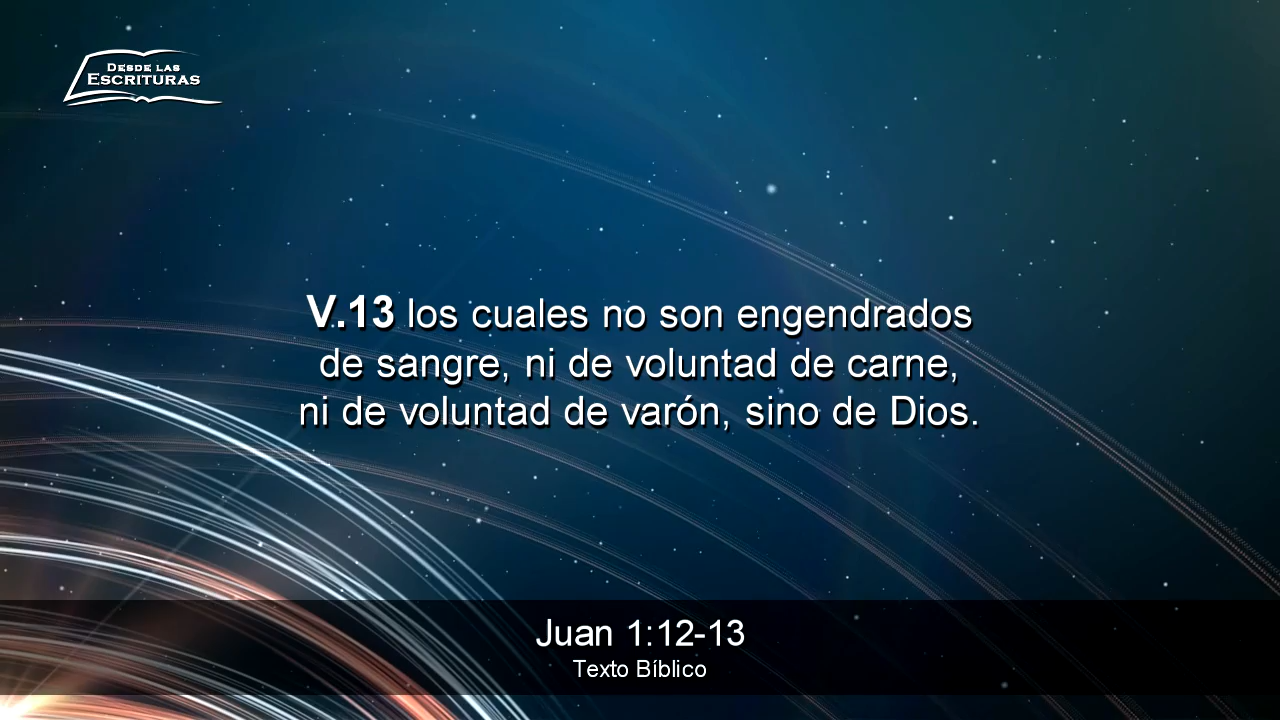 DESDE LAS
ESCRITURAS
V.13 los cuales no son engendrados
de sangre, ni de voluntad de carne,
ni de voluntad de varón, sino de Dios.
Juan 1:12-13
Texto Bíblico